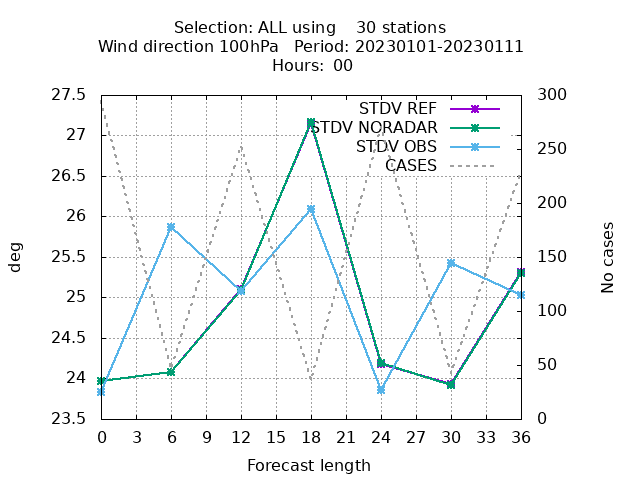 Selection: ALL using    30 stations
Wind direction 100hPa   Period: 20230101-20230111
Hours:  00
27.5
27
26.5
26
25.5
25
24.5
24
23.5
300
250
200
150
100
50
0
STDV REF
STDV NORADAR
STDV OBS
CASES
deg
No cases
0 3 6 9 12 15 18 21 24 27 30 33 36
Forecast length